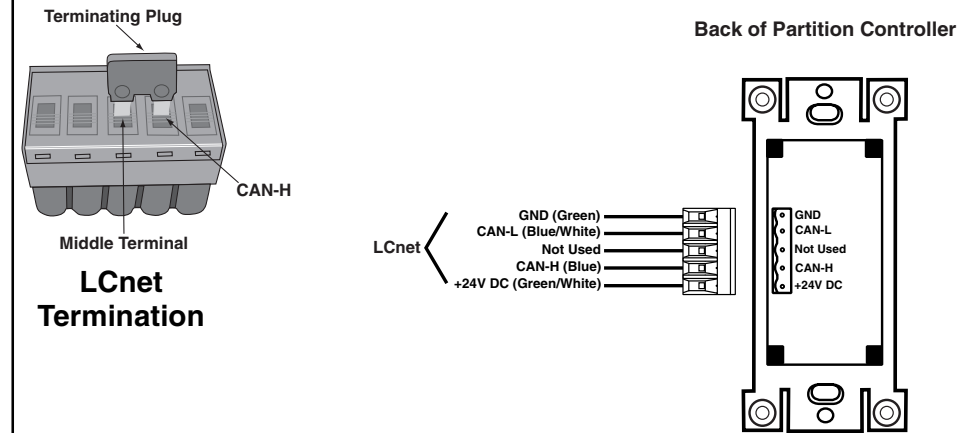 Terminating Plug
CAN-H
Middle Terminal
LCnet
Termination
Back of Partition Controller
LCnet
GND (Green)
CAN-L (Blue/White)
Not Used
CAN-H (Blue)
+24V DC (Green/White)
GND
CAN-L
Not Used
CAN-H
+24V DC